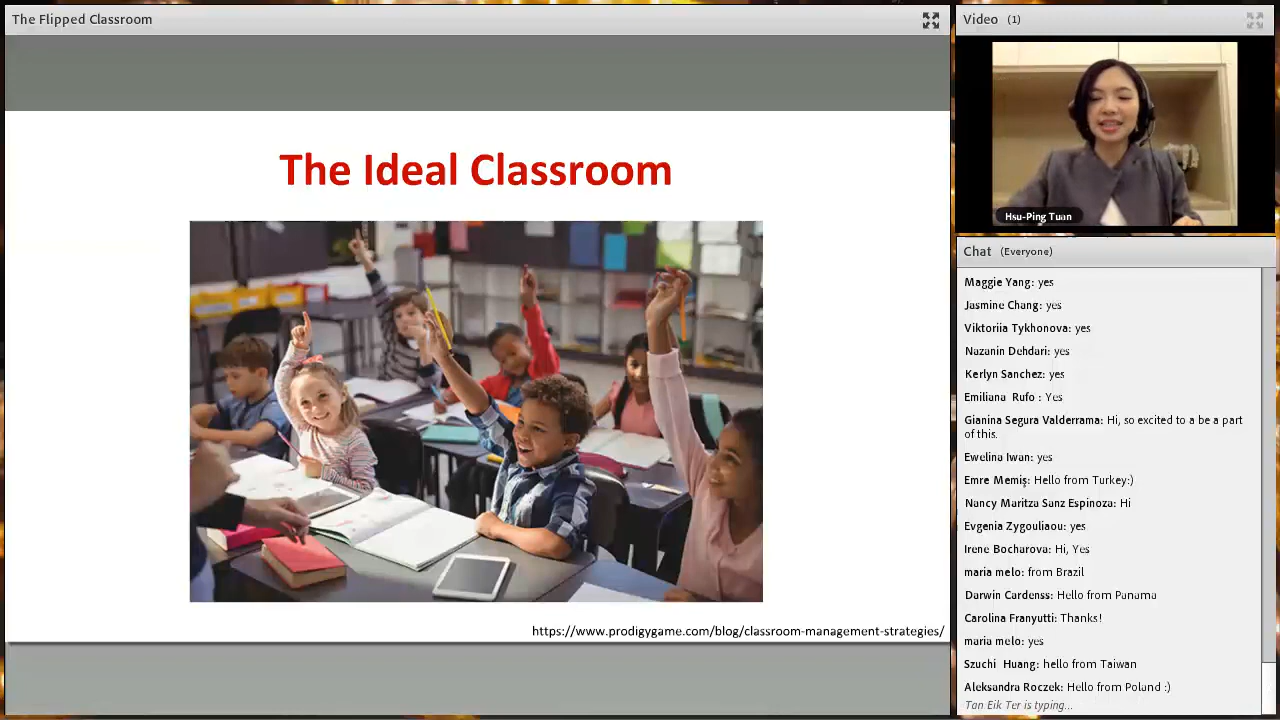 The Flipped Classroom
The Ideal Classroom
https://www.prodigygame.com/blog/classroom-management-strategies/
Video (1)
Hsu-Ping Tuan
Chat (Everyone)
Maggie Yang: yes
Jasmine Chang: yes
Viktoriia Tykhonova: yes
Nazanin Dehdari: yes
Kerlyn Sanchez: yes
Emiliana Rufo : Yes
Gianina Segura Valderrama: Hi, so excited to a be a part
of this.
Ewelina Iwan: yes
Emre Memiş: Hello from Turkey:)
Nancy Maritza Sanz Espinoza: Hi
Evgenia Zygouliaou: yes
Irene Bocharova: Hi, Yes
maria melo: from Brazil
Darwin Cardenss: Hello from Panama
Carolina Franyutti: Thanks!
maria melo: yes
Szuchi Huang: hello from Taiwan
Aleksandra Roczek: Hello from Poland :)
Tan Eik Ter is typing...